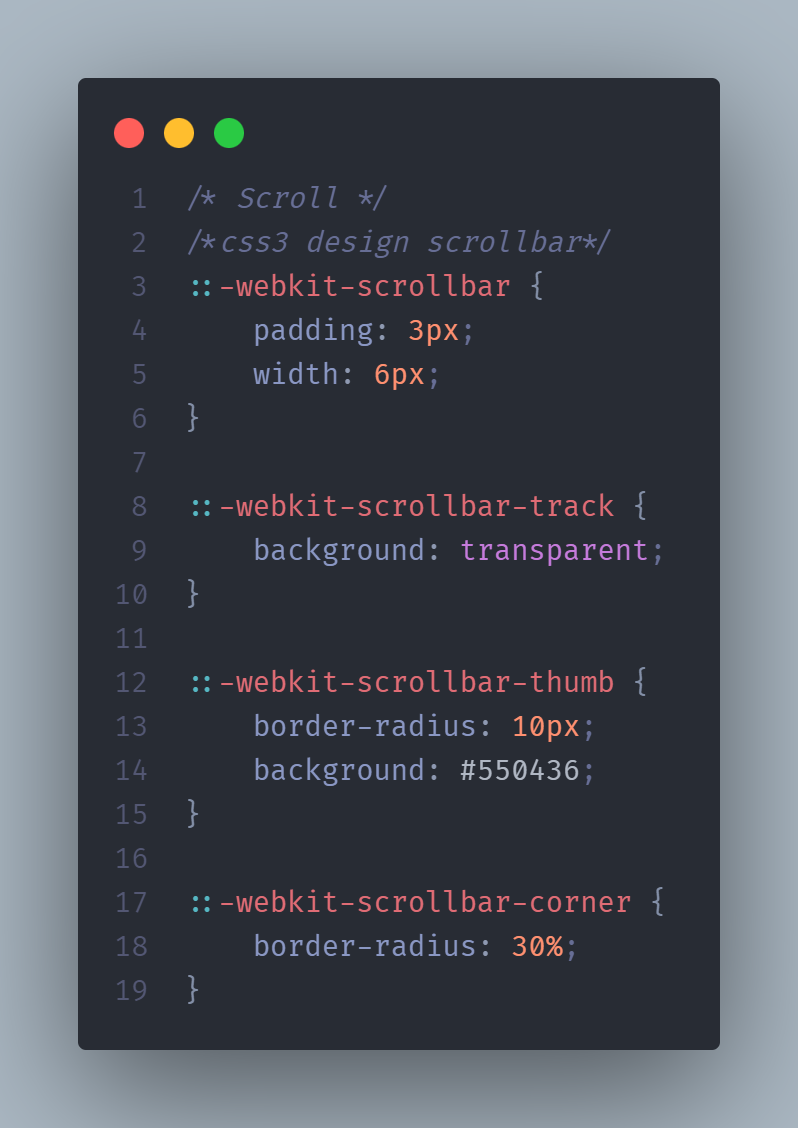 1 /* Scroll */
2 /*css3 design scrollbar*/
3 ::-webkit-scrollbar {
4     padding: 3px;
5     width: 6px;
6 }
7
8 ::-webkit-scrollbar-track {
9     background: transparent;
10 }
11
12 ::-webkit-scrollbar-thumb {
13     border-radius: 10px;
14     background: #550436;
15 }
16
17 ::-webkit-scrollbar-corner {
18     border-radius: 30%;
19 }